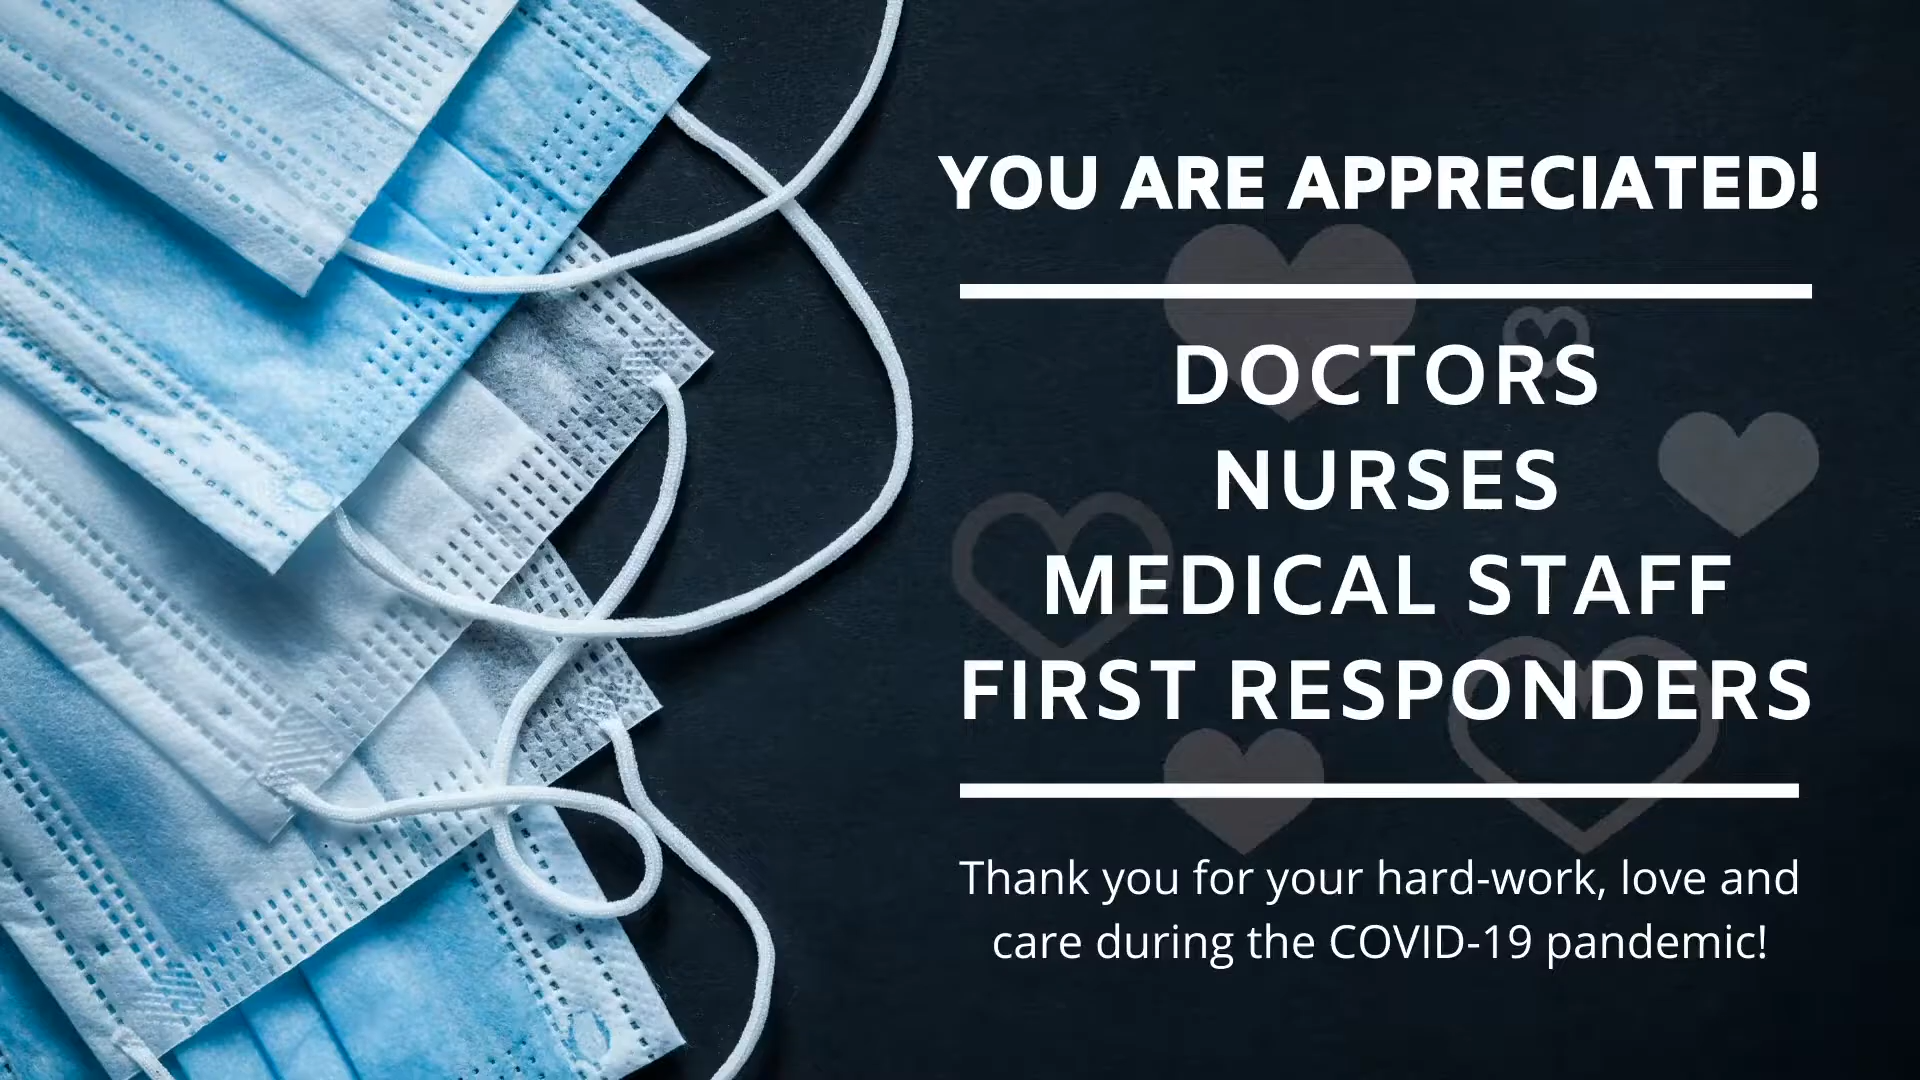 YOU ARE APPRECIATED!
DOCTORS
NURSES
MEDICAL STAFF
FIRST RESPONDERS
Thank you for your hard-work, love and
care during the COVID-19 pandemic!